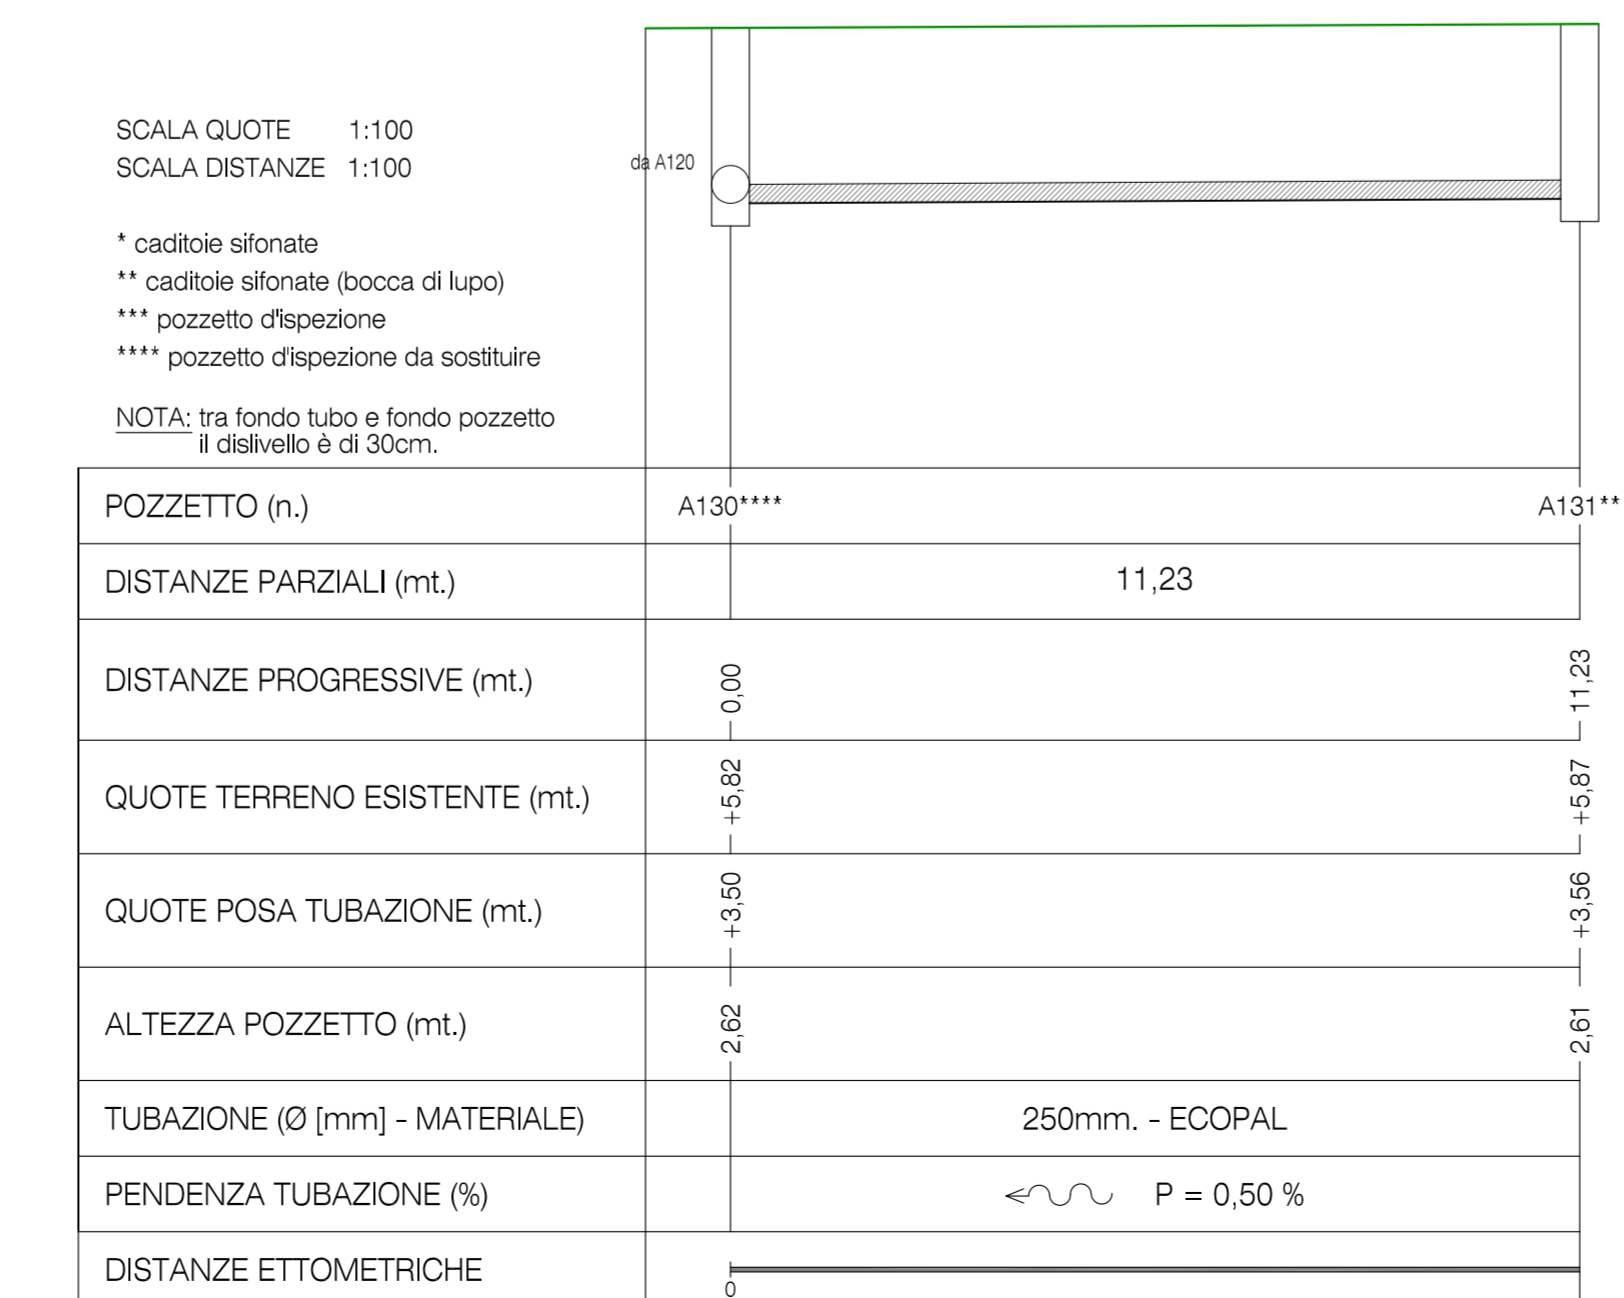 SCALA QUOTE 1:100
SCALA DISTANZE 1:100
da A120
* caditoie sifonate
** caditoie sifonate (bocca di lupo)
*** pozzetto d'ispezione
**** pozzetto d'ispezione da sostituire
NOTA: tra fondo tubo e fondo pozzetto
il dislivello è di 30cm.
POZZETTO (n.) A130**** A131**
DISTANZE PARZIALI (mt.) 11,23
DISTANZE PROGRESSIVE (mt.) 0,00 11,23
QUOTE TERRENO ESISTENTE (mt.) +5,82 +5,87
QUOTE POSA TUBAZIONE (mt.) +3,50 +3,56
ALTEZZA POZZETTO (mt.) 2,62 2,61
TUBAZIONE (Ø [mm] - MATERIALE) 250mm. - ECOPAL
PENDENZA TUBAZIONE (%) P = 0,50 %
DISTANZE ETTOMETRICHE
0